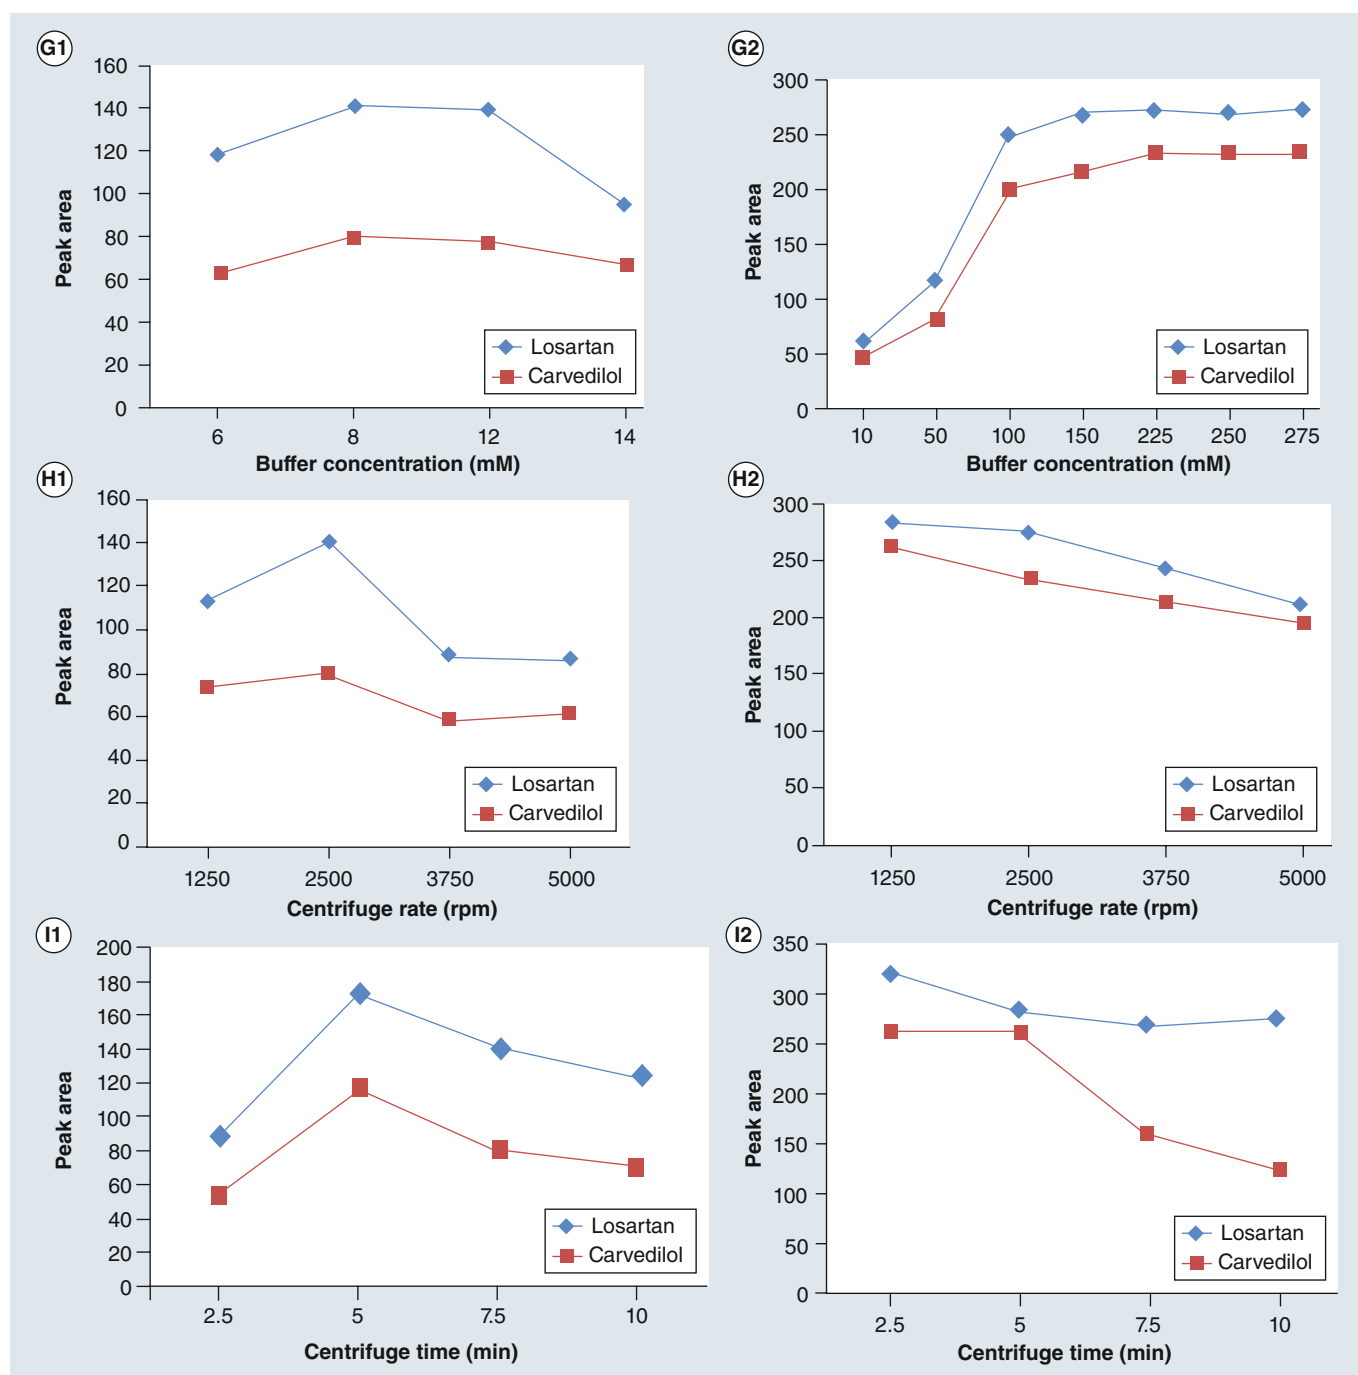 G1
160
140
120
100
80
60
40
20
0
Peak area
6 8 12 14
Buffer concentration (mM)
Losartan
Carvedilol
G2
300
250
200
150
100
50
0
Peak area
10 50 100 150 225 250 275
Buffer concentration (mM)
Losartan
Carvedilol
H1
160
140
120
100
80
60
40
20
0
Peak area
1250 2500 3750 5000
Centrifuge rate (rpm)
Losartan
Carvedilol
H2
300
250
200
150
100
50
0
Peak area
1250 2500 3750 5000
Centrifuge rate (rpm)
Losartan
Carvedilol
I1
200
180
160
140
120
100
80
60
40
20
0
Peak area
2.5 5 7.5 10
Centrifuge time (min)
Losartan
Carvedilol
I2
350
300
250
200
150
100
50
0
Peak area
2.5 5 7.5 10
Centrifuge time (min)
Losartan
Carvedilol